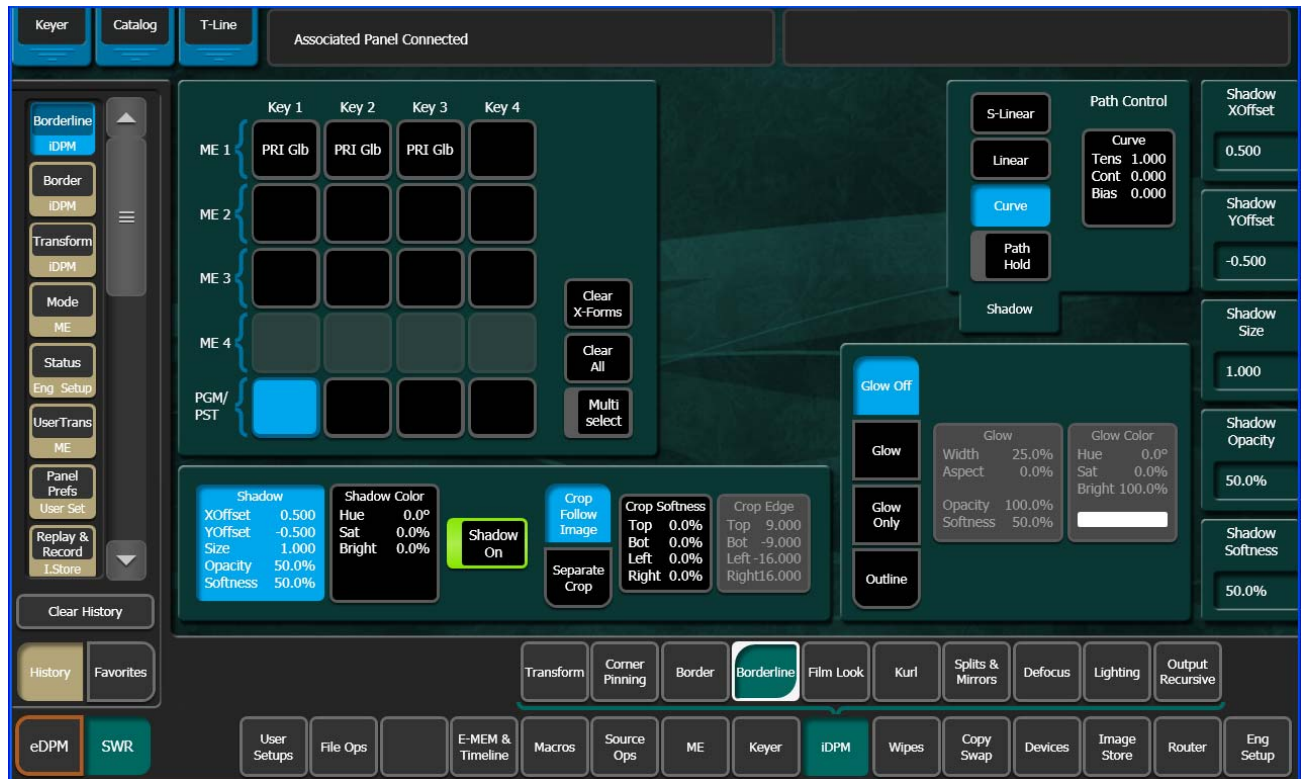 Keyer
Catalog
T-Line
Associated Panel Connected
Borderline
iDPM
Border
iDPM
Transform
iDPM
Mode
ME
Status
Eng Setup
UserTrans
ME
Panel
Prefs
User Set
Replay &
Record
I.Store
Clear History
History
Favorites
eDPM
SWR
Key 1 Key 2 Key 3 Key 4
ME 1 PRI Glb PRI Glb PRI Glb
ME 2
ME 3
ME 4
PGM/
PST
Clear
X-Forms
Clear
All
Multi
select
S-Linear
Linear
Curve
Path
Hold
Path Control
Curve
Tens 1.000
Cont 0.000
Bias 0.000
Shadow
Shadow
XOffset
0.500
Shadow
YOffset
-0.500
Shadow
Size
1.000
Shadow
Opacity
50.0%
Shadow
Softness
50.0%
Shadow
XOffset 0.500
YOffset -0.500
Size 1.000
Opacity 50.0%
Softness 50.0%
Shadow Color
Hue 0.0°
Sat 0.0%
Bright 0.0%
Shadow
On
Crop
Follow
Image
Separate
Crop
Crop Softness
Top 0.0%
Bot 0.0%
Left 0.0%
Right 0.0%
Crop Edge
Top 9.000
Bot -9.000
Left -16.000
Right16.000
Glow Off
Glow
Glow
Only
Outline
Glow
Width 25.0%
Aspect 0.0%
Opacity 100.0%
Softness 50.0%
Glow Color
Hue 0.0°
Sat 0.0%
Bright 100.0%
Transform
Corner
Pinning
Border
Borderline
Film Look
Kurl
Splits &
Mirrors
Defocus
Lighting
Output
Recursive
User
Setups
File Ops
E-MEM &
Timeline
Macros
Source
Ops
ME
Keyer
iDPM
Wipes
Copy
Swap
Devices
Image
Store
Router
Eng
Setup